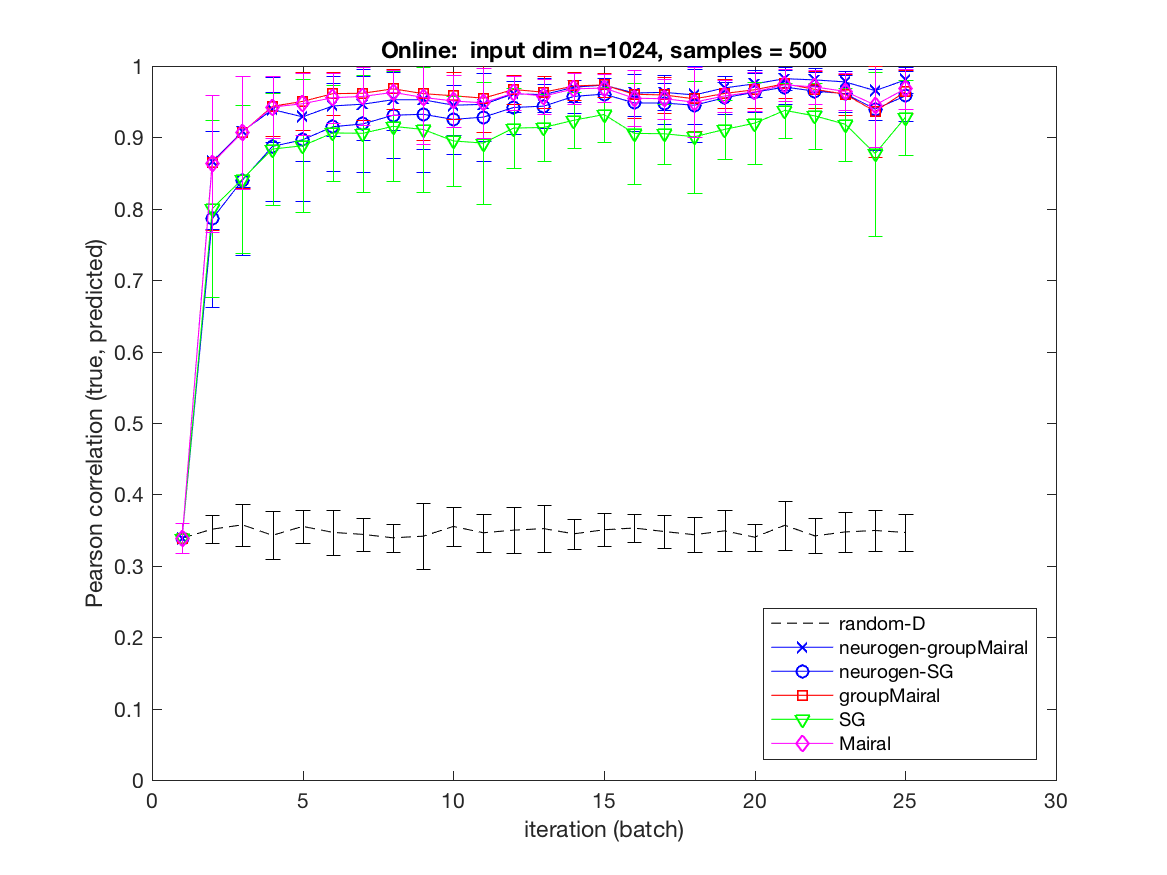 Online:  input dim n=1024, samples = 500
Pearson correlation (true, predicted)
1
0.9
0.8
0.7
0.6
0.5
0.4
0.3
0.2
0.1
0
random-D
neurogen-groupMairal
neurogen-SG
groupMairal
SG
Mairal
0 5 10 15 20 25 30
iteration (batch)